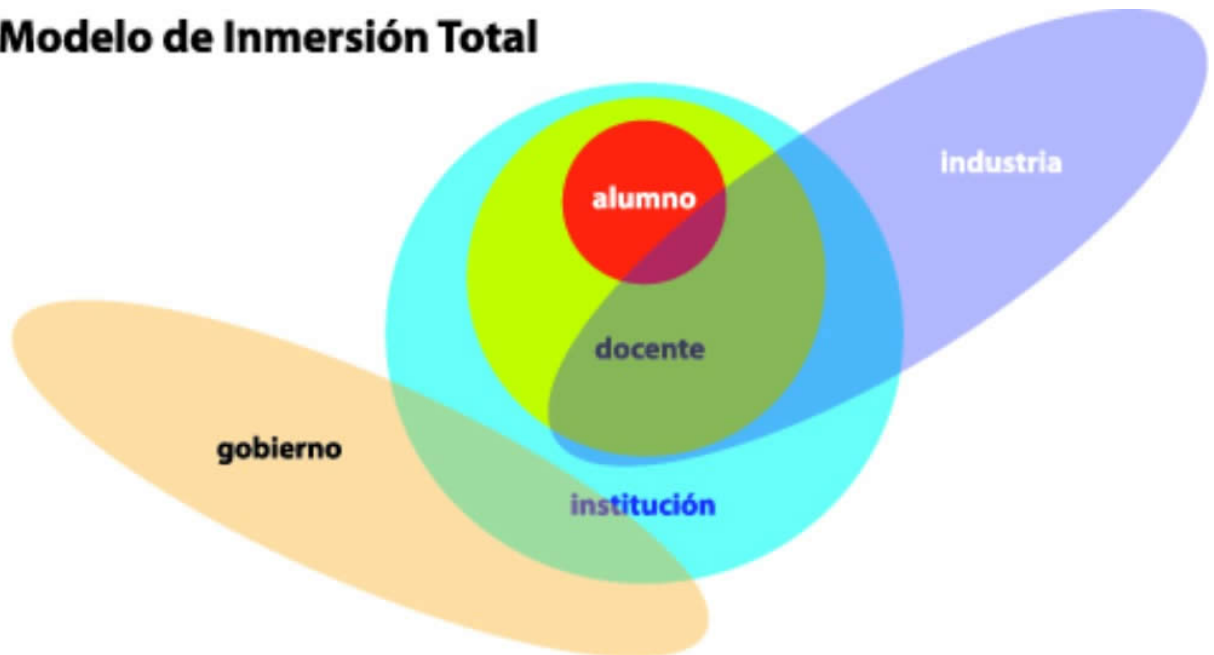 Modelo de Inmersión Total
industria
alumno
docente
gobierno
institución